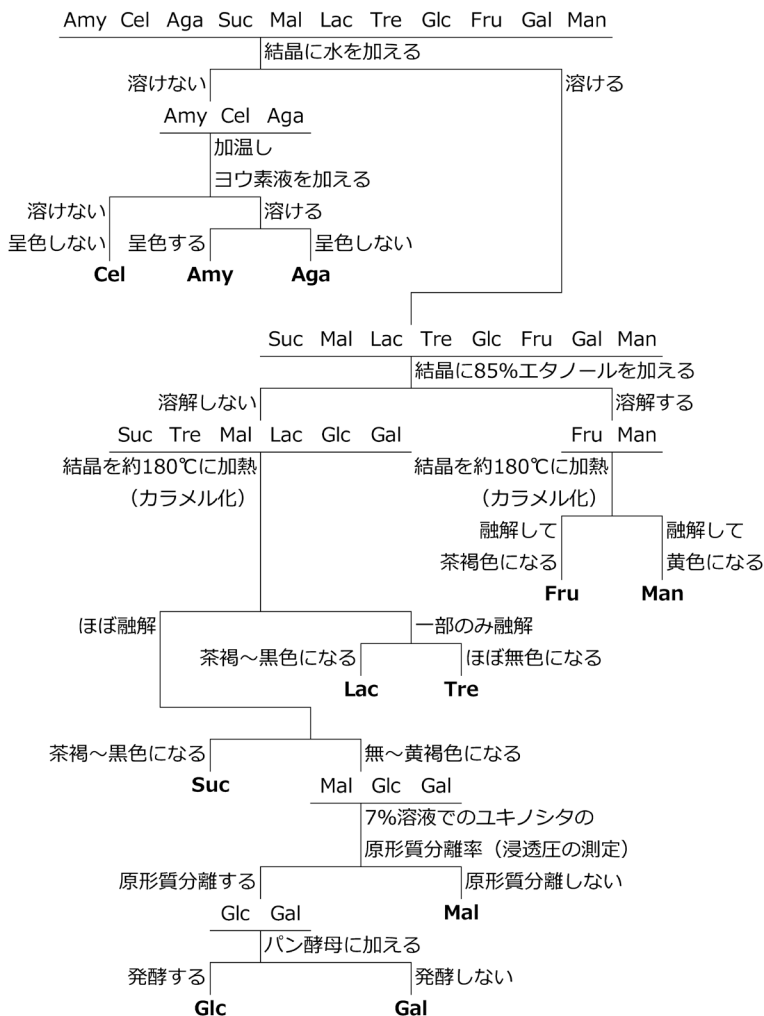 Amy Cel Aga Suc Mal Lac Tre Glc Fru Gal Man
結晶に水を加える
溶けない
溶ける
Amy Cel Aga
加温し
ヨウ素液を加える
溶けない
溶ける
呈色しない
呈色する
呈色しない
Cel
Amy
Aga
Suc Mal Lac Tre Glc Fru Gal Man
結晶に85%エタノールを加える
溶解しない
溶解する
Suc Tre Mal Lac Glc Gal
Fru Man
結晶を約180℃に加熱
(カラメル化)
結晶を約180℃に加熱
(カラメル化)
融解して
茶褐色になる
融解して
黄色になる
Fru
Man
ほぼ融解
一部のみ融解
茶褐～黒色になる
ほぼ無色になる
Lac
Tre
茶褐～黒色になる
無～黄褐色になる
Suc
Mal Glc Gal
7%溶液でのユキノシタの
原形質分離率（浸透圧の測定）
原形質分離する
原形質分離しない
Glc Gal
Mal
パン酵母に加える
発酵する
発酵しない
Glc
Gal